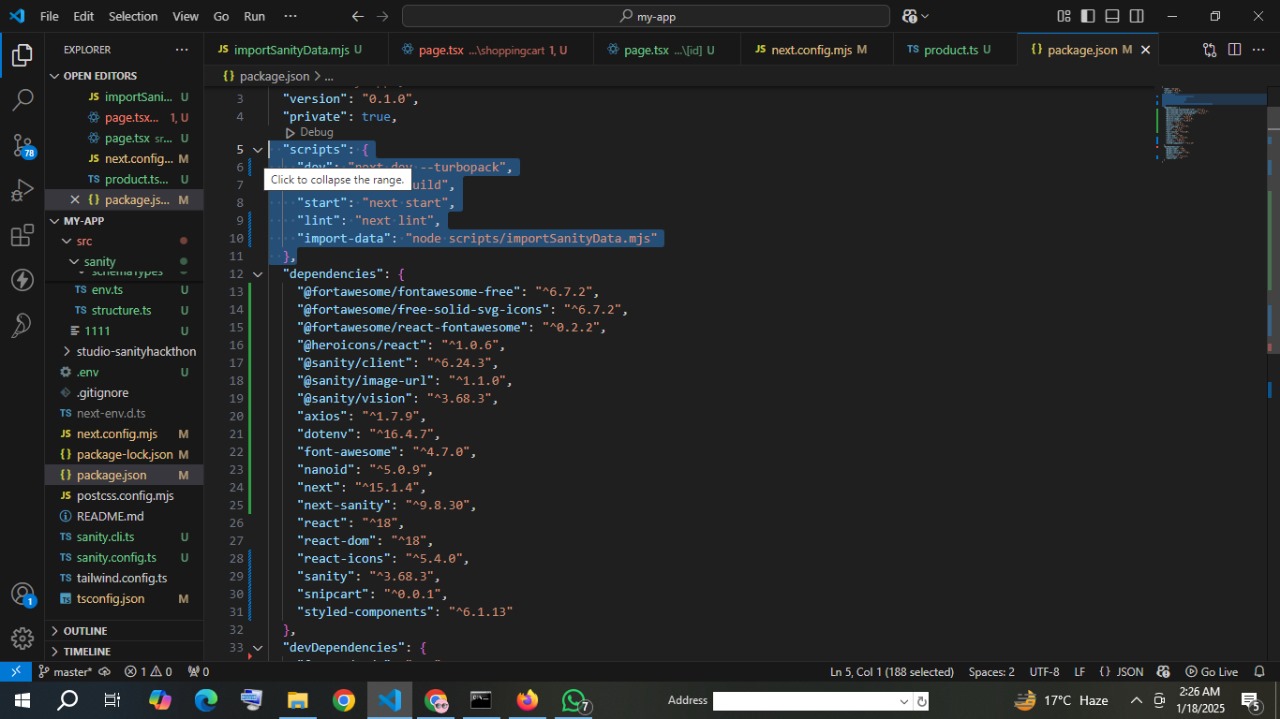 File Edit Selection View Go Run ··· my-app
EXPLORER ···
OPEN EDITORS
JS importSani... U
page.tsx... 1, U
page.tsx sr... U
JS next.config... M
TS product.ts... U
{} package.js... M
MY-APP
src
sanity
schemaTypes
TS env.ts U
TS structure.ts U
1111 U
studio-sanityhackthon
.env U
.gitignore
TS next-env.d.ts
JS next.config.mjs M
{} package-lock.json M
{} package.json M
JS postcss.config.mjs
README.md
TS sanity.cli.ts U
TS sanity.config.ts U
TS tailwind.config.ts
tsconfig.json M
OUTLINE
TIMELINE
JS importSanityData.mjs U page.tsx ...\shoppingcart 1, U page.tsx ...\[id] U JS next.config.mjs M TS product.ts U {} package.json M
{} package.json > ...
3 "version": "0.1.0",
4 "private": true,
Debug
5 "scripts": {
6 "dev": "next dev --turbopack",
Click to collapse the range.
7 uild",
8 "start": "next start",
9 "lint": "next lint",
10 "import-data": "node scripts/importSanityData.mjs"
11 },
12 "dependencies": {
13 "@fortawesome/fontawesome-free": "^6.7.2",
14 "@fortawesome/free-solid-svg-icons": "^6.7.2",
15 "@fortawesome/react-fontawesome": "^0.2.2",
16 "@heroicons/react": "^1.0.6",
17 "@sanity/client": "^6.24.3",
18 "@sanity/image-url": "^1.1.0",
19 "@sanity/vision": "^3.68.3",
20 "axios": "^1.7.9",
21 "dotenv": "^16.4.7",
22 "font-awesome": "^4.7.0",
23 "nanoid": "^5.0.9",
24 "next": "^15.1.4",
25 "next-sanity": "^9.8.30",
26 "react": "^18",
27 "react-dom": "^18",
28 "react-icons": "^5.4.0",
29 "sanity": "^3.68.3",
30 "snipcart": "^0.0.1",
31 "styled-components": "^6.1.13"
32 },
33 "devDependencies": {
78
1
master* 1 0 0 Ln 5, Col 1 (188 selected) Spaces: 2 UTF-8 LF {} JSON Go Live
7 Address 17°C Haze 2:26 AM
1/18/2025 5